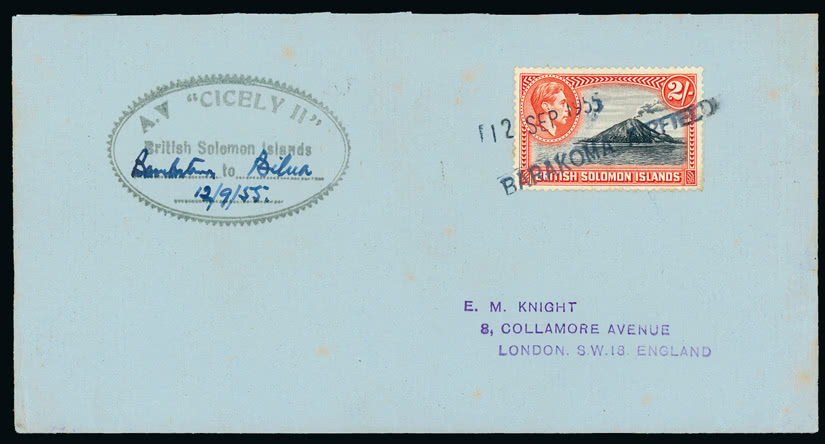 A.V "CICELY II"
British Solomon Islands
to Bilua
12/9/55.
2/-
12 SEP 1955
BARAKOMA AIRFIELD
BRITISH SOLOMON ISLANDS
E. M. KNIGHT
8, COLLAMORE AVENUE
LONDON. S.W.18. ENGLAND